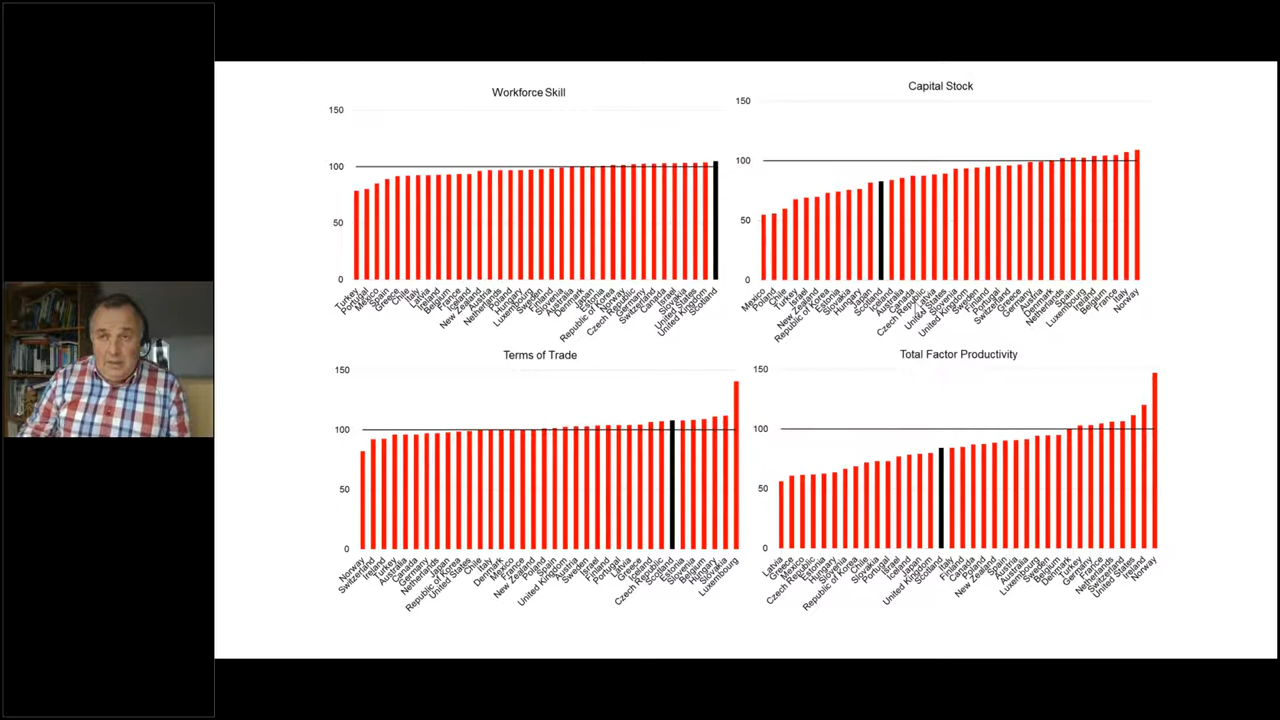 Workforce Skill
150
100
50
0
Turkey
Portugal
Mexico
Spain
Greece
Chile
Italy
Latvia
Ireland
Belgium
France
Iceland
New Zealand
Austria
Netherlands
Poland
Hungary
Luxembourg
Sweden
Finland
Slovenia
Australia
Denmark
Japan
Estonia
Republic of Korea
Norway
Czech Republic
Germany
Switzerland
Canada
Israel
Slovakia
United States
United Kingdom
Scotland
Capital Stock
150
100
50
0
Mexico
Poland
Chile
Turkey
Israel
New Zealand
Republic of Korea
Estonia
Slovakia
Hungary
Scotland
Iceland
Australia
Canada
Czech Republic
Latvia
United States
Slovenia
Sweden
United Kingdom
Finland
Portugal
Switzerland
Greece
Germany
Austria
Denmark
Netherlands
Spain
Luxembourg
Ireland
Belgium
France
Italy
Norway
Terms of Trade
150
100
50
0
Norway
Switzerland
Ireland
Turkey
Australia
Canada
Germany
Netherlands
Japan
Republic of Korea
United States
Chile
Italy
Denmark
Mexico
France
New Zealand
Poland
Spain
United Kingdom
Austria
Sweden
Israel
Finland
Portugal
Latvia
Greece
Iceland
Czech Republic
Scotland
Estonia
Slovenia
Belgium
Hungary
Slovakia
Luxembourg
Total Factor Productivity
150
100
50
0
Latvia
Greece
Mexico
Czech Republic
Estonia
Hungary
Slovenia
Republic of Korea
Chile
Slovakia
Portugal
Israel
Iceland
Japan
United Kingdom
Scotland
Italy
Finland
Canada
Poland
New Zealand
Spain
Austria
Australia
Luxembourg
Sweden
Belgium
Denmark
Turkey
Germany
France
Netherlands
Switzerland
United States
Ireland
Norway